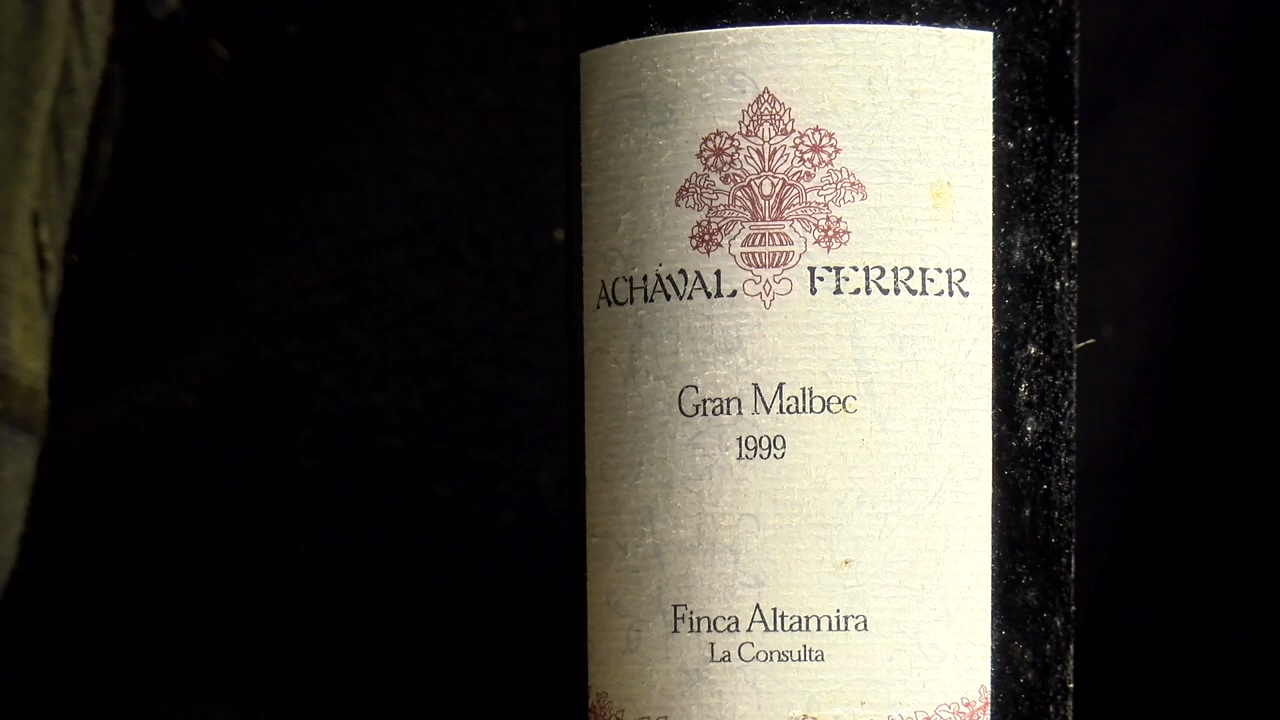 ACHÁVAL FERRER
Gran Malbec
1999
Finca Altamira
La Consulta